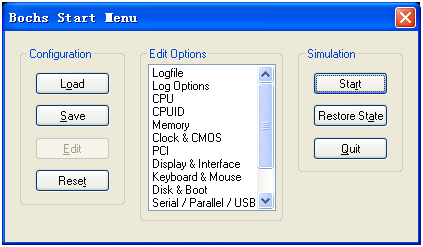 Bochs Start Menu
Configuration
Load
Save
Edit
Reset
Edit Options
Logfile
Log Options
CPU
CPUID
Memory
Clock & CMOS
PCI
Display & Interface
Keyboard & Mouse
Disk & Boot
Serial / Parallel / USB
Simulation
Start
Restore State
Quit